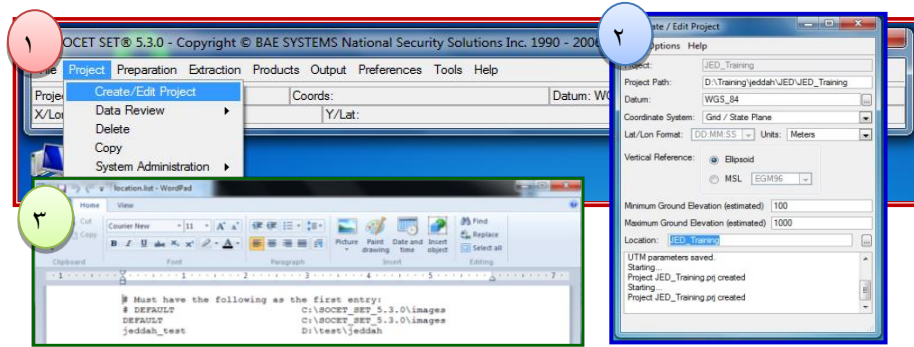 ١
OCET SET® 5.3.0 - Copyright © BAE SYSTEMS National Security Solutions Inc. 1990 - 200
File Project Preparation Extraction Products Output Preferences Tools Help
Create/Edit Project
Data Review
Delete
Copy
System Administration
Coords:
Datum:
Y/Lat:
٢
ate / Edit Project
Options Help
Project: JED_Training
Project Path: D:\Training\jeddah\JED\JED_Training
Datum: WGS_84
Coordinate System: Grid / State Plane
Lat/Lon Format: DD:MM:SS Units: Meters
Vertical Reference: Ellipsoid
MSL EGM96
Minimum Ground Elevation (estimated) 100
Maximum Ground Elevation (estimated) 1000
Location: JED_Training
UTM parameters saved.
Starting...
Project JED_Training.prj created
Starting...
Project JED_Training.prj created
٣
location.list - WordPad
Home View
Cut
Copy
Courier New 11
Picture Paint drawing Date and time Insert object
Find
Replace
Select all
Clipboard Font Paragraph Insert Editing
# Must have the following as the first entry:
# DEFAULT C:\SOCET_SET_5.3.0\images
DEFAULT C:\SOCET_SET_5.3.0\images
jeddah_test D:\test\jeddah